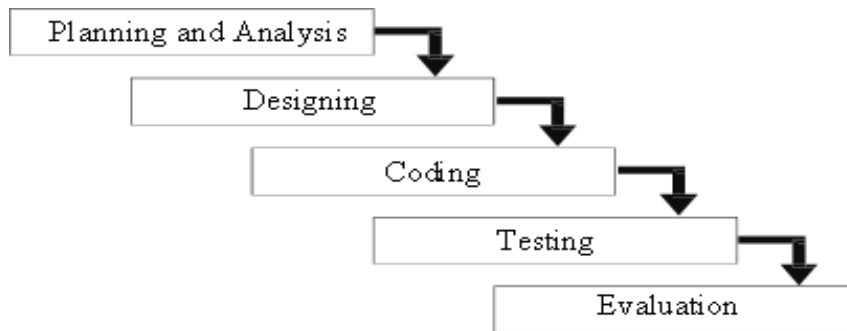 Planning and Analysis
Designing
Coding
Testing
Evaluation